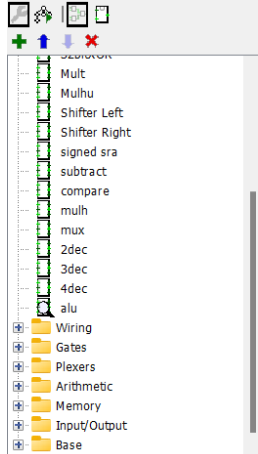 Mult
Mulhu
Shifter Left
Shifter Right
signed sra
subtract
compare
mulh
mux
2dec
3dec
4dec
alu
Wiring
Gates
Plexers
Arithmetic
Memory
Input/Output
Base